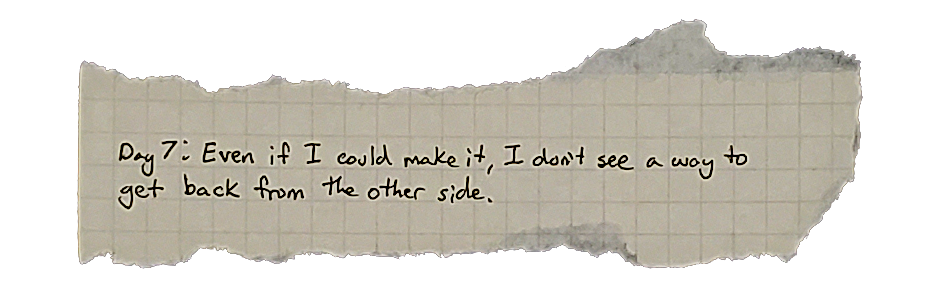 Day 7: Even if I could make it, I don't see a way to
get back from the other side.